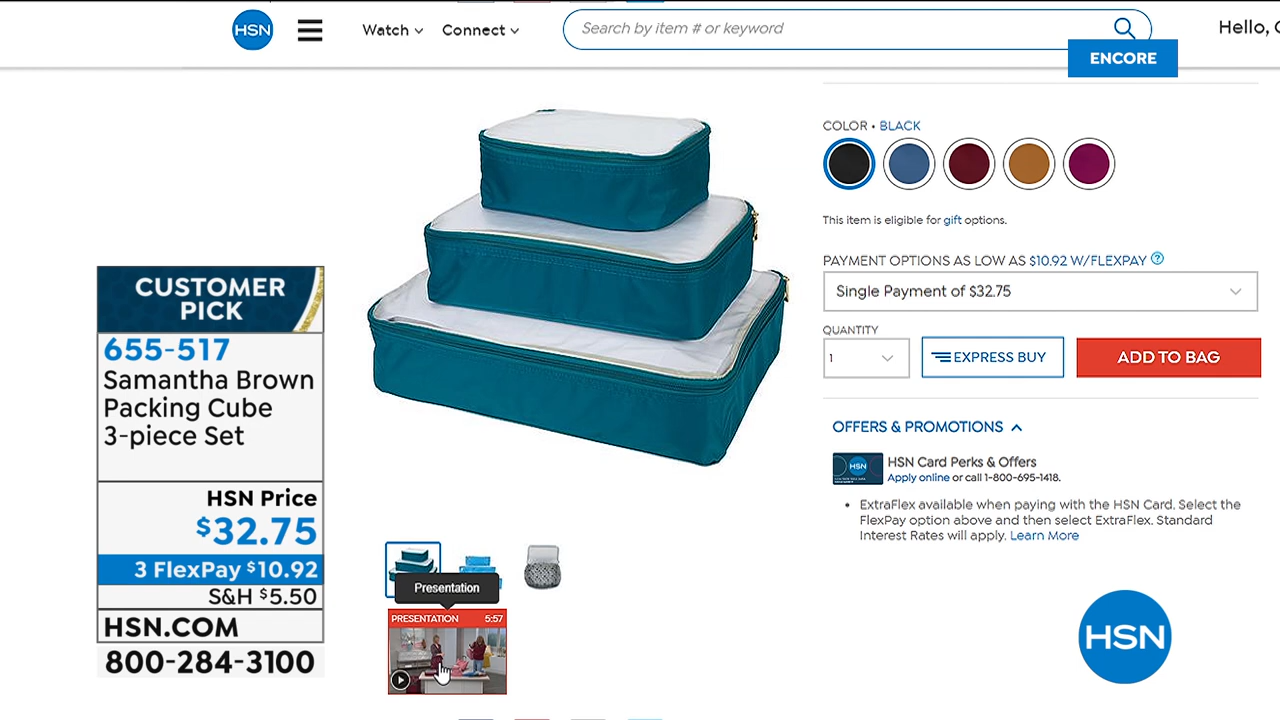 HSN
Watch
Connect
Search by item # or keyword
Hello,
ENCORE
COLOR • BLACK
This item is eligible for gift options.
PAYMENT OPTIONS AS LOW AS $10.92 W/FLEXPAY ?
Single Payment of $32.75
QUANTITY
1
EXPRESS BUY
ADD TO BAG
OFFERS & PROMOTIONS
HSN
HSN Card Perks & Offers
Apply online or call 1-800-695-1418.
• ExtraFlex available when paying with the HSN Card. Select the
FlexPay option above and then select ExtraFlex. Standard
Interest Rates will apply. Learn More
CUSTOMER
PICK
655-517
Samantha Brown
Packing Cube
3-piece Set
HSN Price
$32.75
3 FlexPay $10.92
S&H $5.50
HSN.COM
800-284-3100
Presentation
PRESENTATION 5:57
HSN